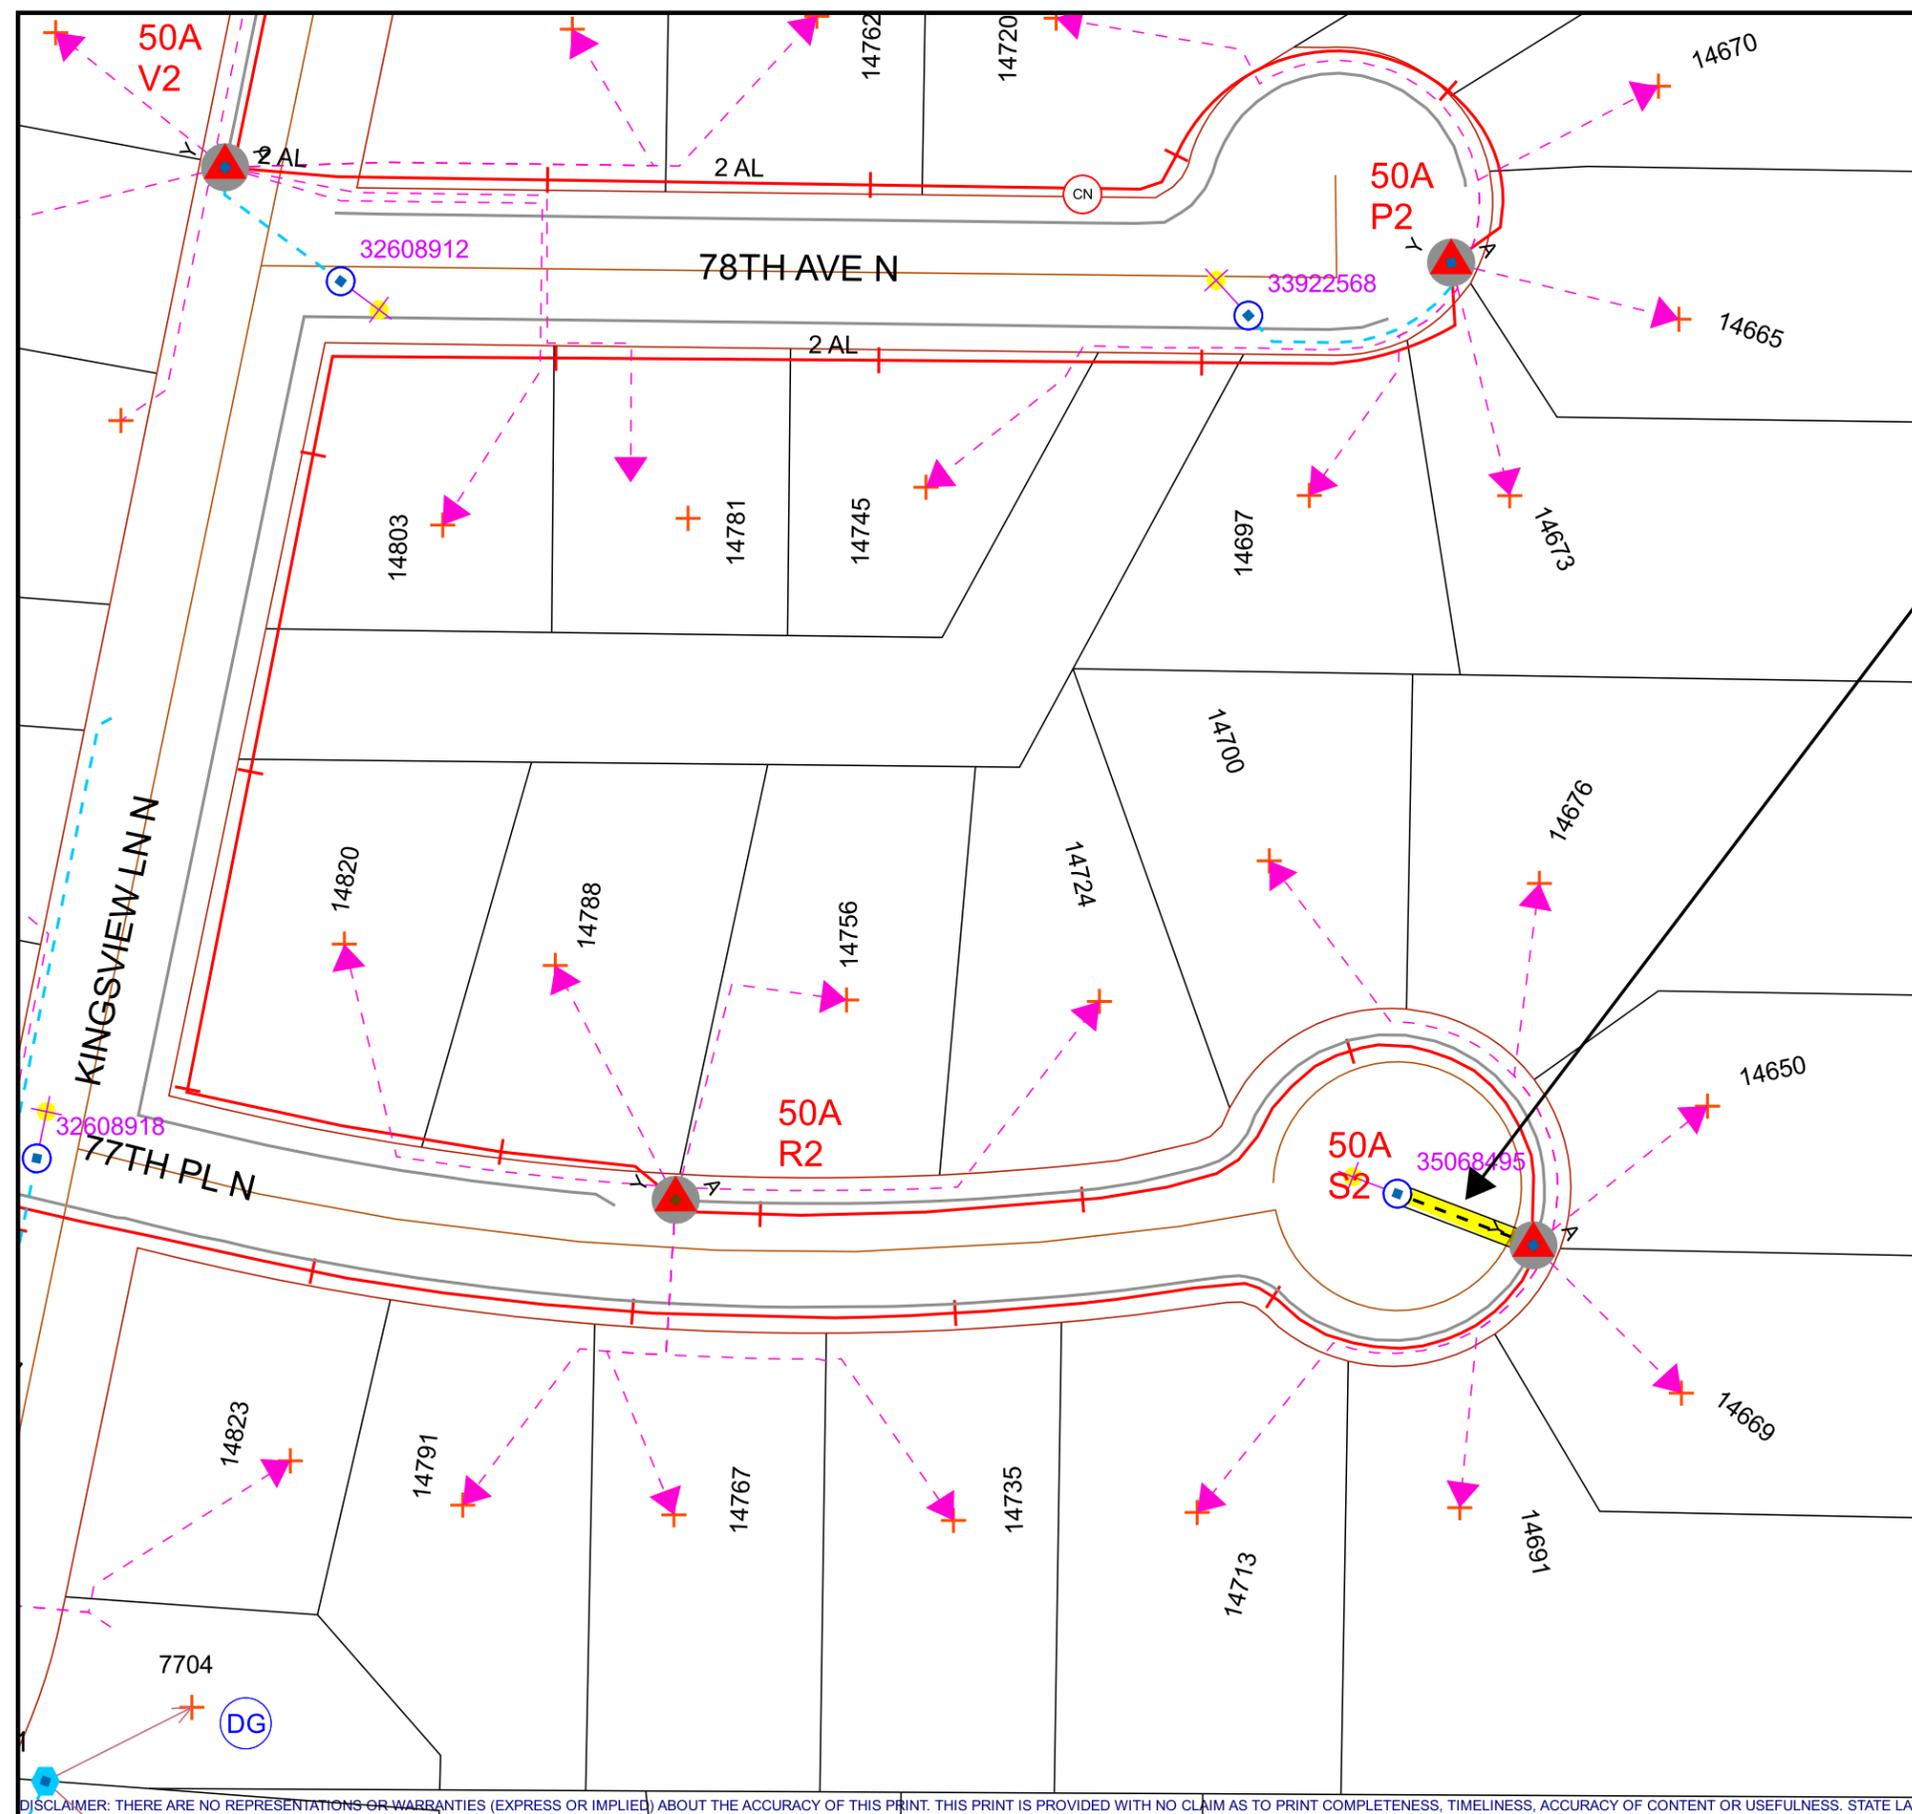 50A
V2
14762
14720
14670
2 AL
2 AL
CN
Y
Y
50A
P2
Y
A
32608912
78TH AVE N
33922568
14665
2 AL
14803
14781
14745
14697
14673
14700
14676
KINGSVIEW LN N
14820
14788
14756
14724
14650
32608918
77TH PL N
50A
R2
Y
A
50A
S2
35068495
Y
A
14823
14791
14767
14735
14713
14691
14669
7704
DG
DISCLAIMER: THERE ARE NO REPRESENTATIONS OR WARRANTIES (EXPRESS OR IMPLIED) ABOUT THE ACCURACY OF THIS PRINT. THIS PRINT IS PROVIDED WITH NO CLAIM AS TO PRINT COMPLETENESS, TIMELINESS, ACCURACY OF CONTENT OR USEFULNESS. STATE LA